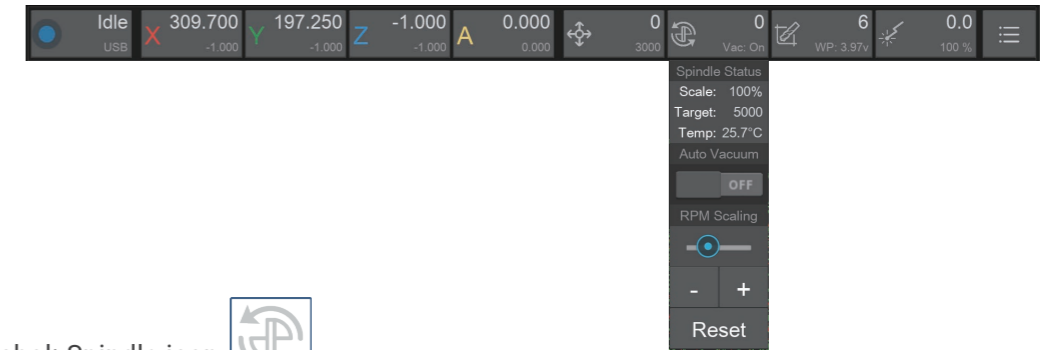 Idle X 309.700 Y 197.250 Z -1.000 A 0.000 0 0 6 0.0
USB -1.000 -1.000 -1.000 0.000 3000 Vac: On WP: 3.97v 100 %
Spindle Status
Scale: 100%
Target: 5000
Temp: 25.7°C
Auto Vacuum
OFF
RPM Scaling
- +
Reset